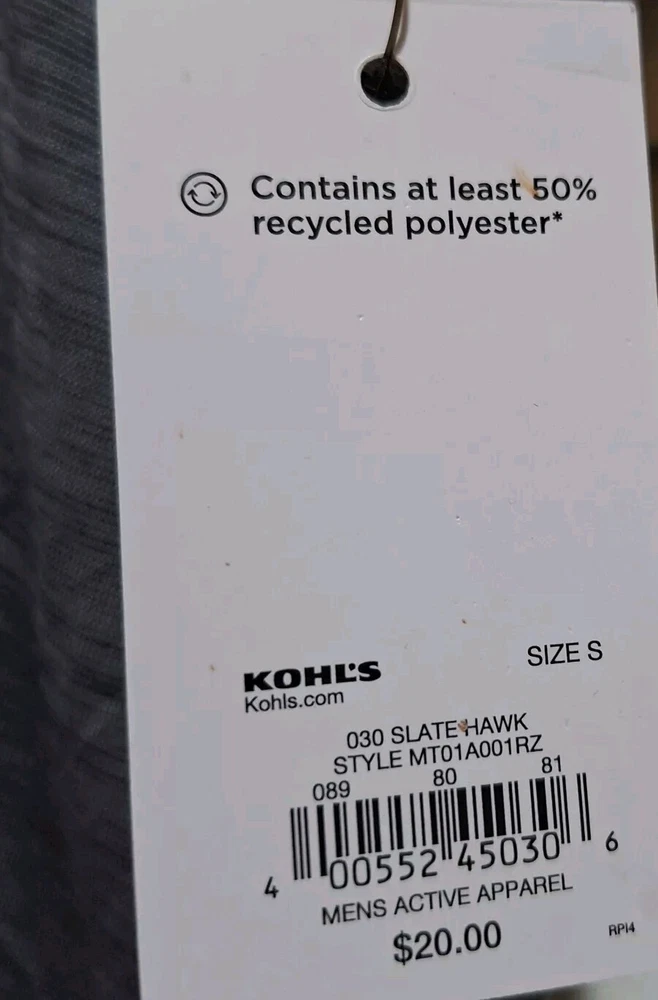 Contains at least 50%
recycled polyester*
SIZE S
KOHL'S
Kohls.com
030 SLATE HAWK
STYLE MT01A001RZ
089 80 81
4 00552 45030 6
MENS ACTIVE APPAREL
$20.00
RPI4